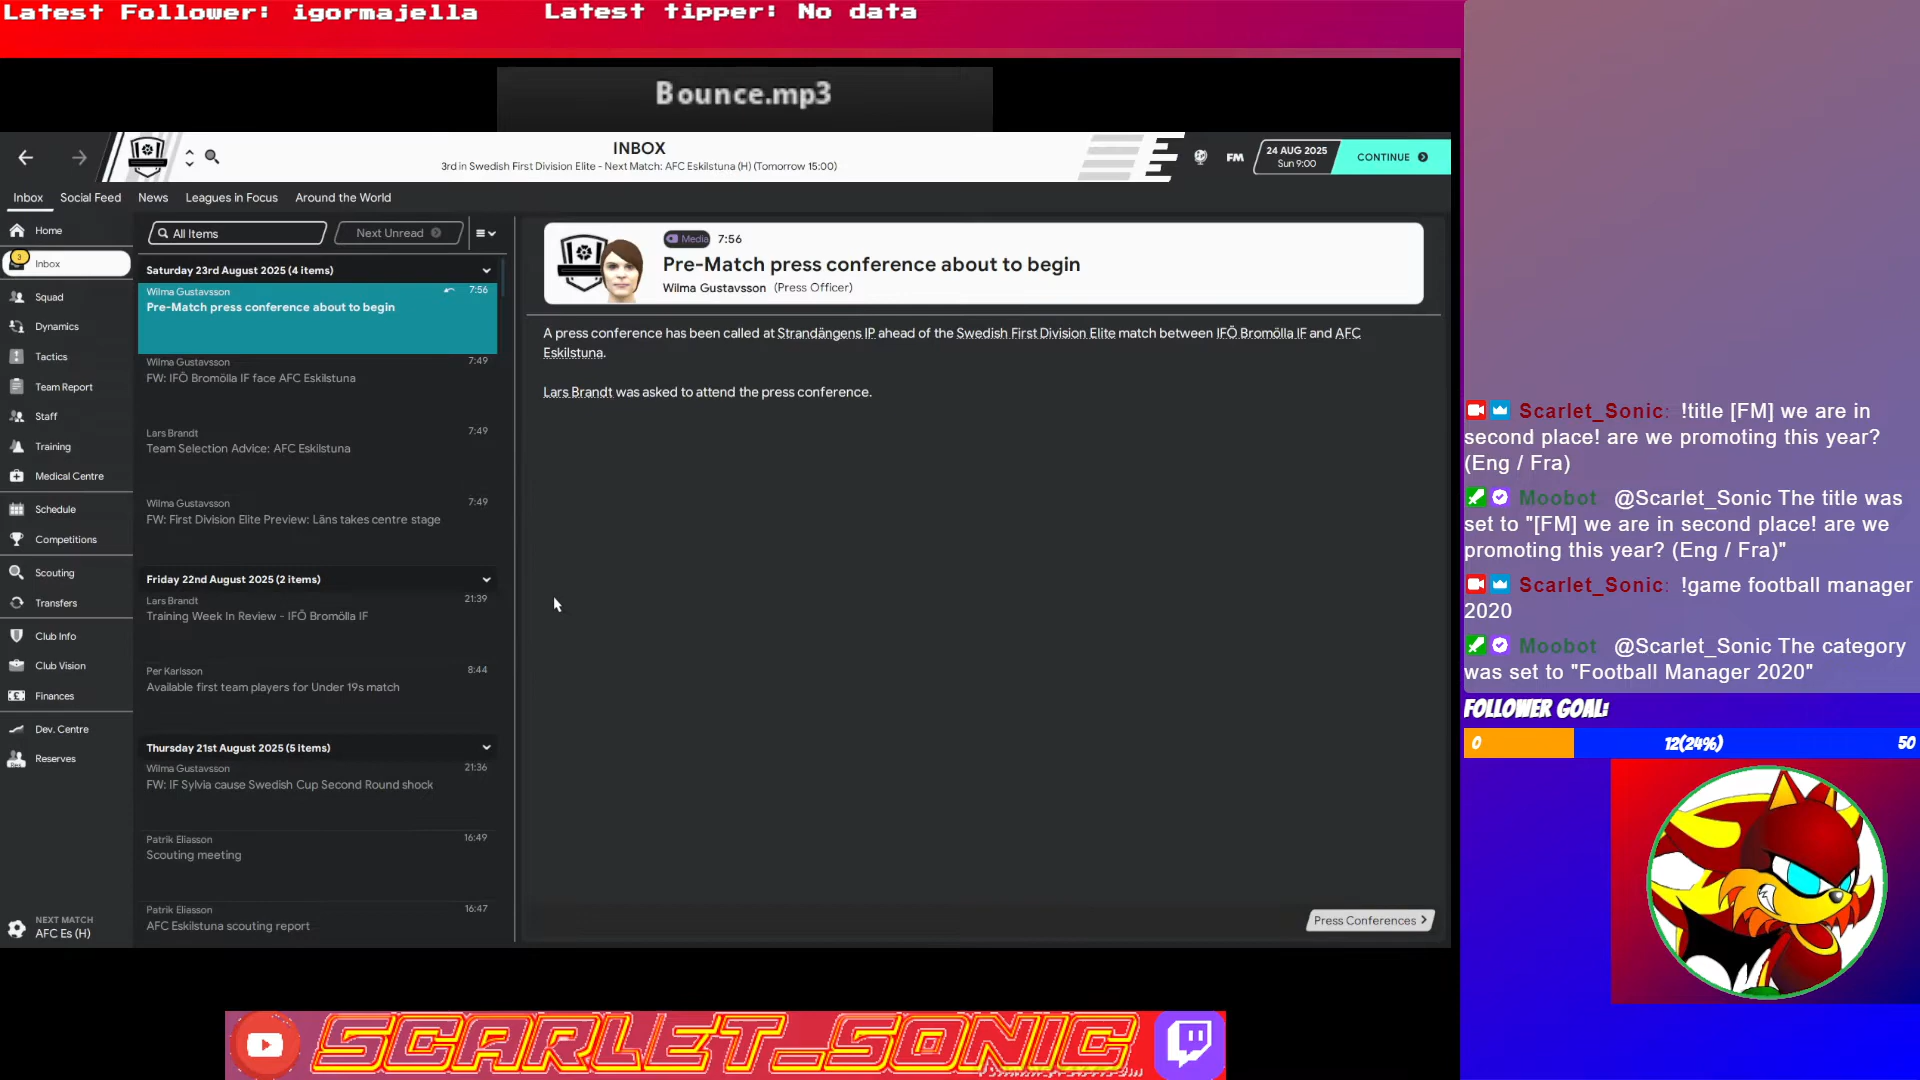 Latest Follower: igormajella
Latest tipper: No data
Bounce.mp3
INBOX
3rd in Swedish First Division Elite - Next Match: AFC Eskilstuna (H) (Tomorrow 15:00)
FM
24 AUG 2025
Sun 9:00
CONTINUE
Inbox
Social Feed
News
Leagues in Focus
Around the World
Home
3
Inbox
Squad
Dynamics
Tactics
Team Report
Staff
Training
Medical Centre
Schedule
Competitions
Scouting
Transfers
Club Info
Club Vision
Finances
Dev. Centre
Reserves
NEXT MATCH
AFC Es (H)
All Items
Next Unread
Saturday 23rd August 2025 (4 items)
Wilma Gustavsson 7:56
Pre-Match press conference about to begin
Wilma Gustavsson 7:49
FW: IFÖ Bromölla IF face AFC Eskilstuna
Lars Brandt 7:49
Team Selection Advice: AFC Eskilstuna
Wilma Gustavsson 7:49
FW: First Division Elite Preview: Läns takes centre stage
Friday 22nd August 2025 (2 items)
Lars Brandt 21:39
Training Week In Review - IFÖ Bromölla IF
Per Karlsson 8:44
Available first team players for Under 19s match
Thursday 21st August 2025 (5 items)
Wilma Gustavsson 21:36
FW: IF Sylvia cause Swedish Cup Second Round shock
Patrik Eliasson 16:49
Scouting meeting
Patrik Eliasson 16:47
AFC Eskilstuna scouting report
Media 7:56
Pre-Match press conference about to begin
Wilma Gustavsson (Press Officer)
A press conference has been called at Strandängens IP ahead of the Swedish First Division Elite match between IFÖ Bromölla IF and AFC
Eskilstuna.
Lars Brandt was asked to attend the press conference.
Press Conferences
Scarlet_Sonic: !title [FM] we are in
second place! are we promoting this year?
(Eng / Fra)
Moobot @Scarlet_Sonic The title was
set to "[FM] we are in second place! are we
promoting this year? (Eng / Fra)"
Scarlet_Sonic: !game football manager
2020
Moobot @Scarlet_Sonic The category
was set to "Football Manager 2020"
FOLLOWER GOAL:
0 12(24%) 50
SCARLET_SONIC